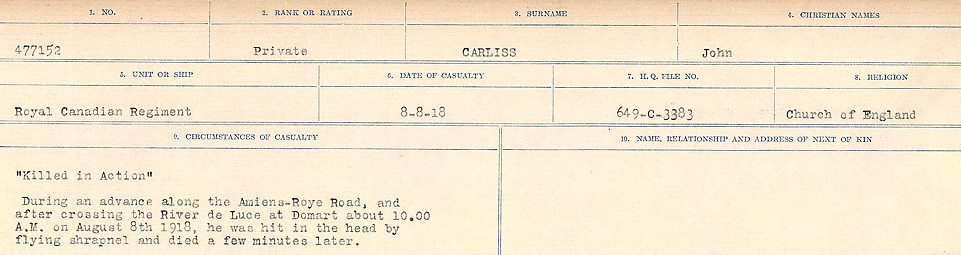 1. NO. 2. RANK OR RATING 3. SURNAME 4. CHRISTIAN NAMES
477152 Private CARLISS John
5. UNIT OR SHIP 6. DATE OF CASUALTY 7. H. Q. FILE NO. 8. RELIGION
Royal Canadian Regiment 8-8-18 649-C-3383 Church of England
9. CIRCUMSTANCES OF CASUALTY 10. NAME, RELATIONSHIP AND ADDRESS OF NEXT OF KIN
"Killed in Action"
During an advance along the Amiens-Roye Road, and
after crossing the River de Luce at Domart about 10.00
A.M. on August 8th 1918, he was hit in the head by
flying shrapnel and died a few minutes later.